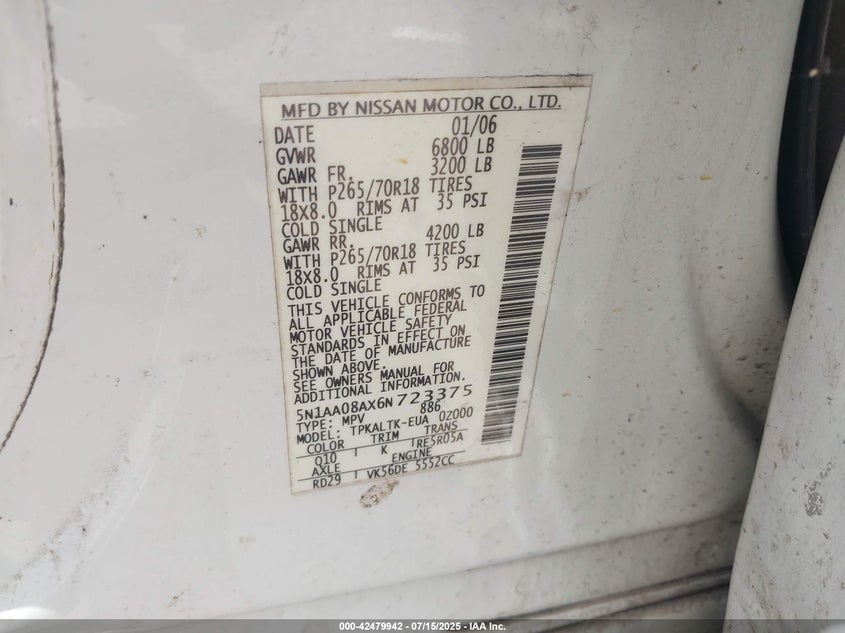 MFD BY NISSAN MOTOR CO., LTD.
DATE 01/06
GVWR 6800 LB
GAWR FR. 3200 LB
WITH P265/70R18 TIRES
18X8.0 RIMS AT 35 PSI
COLD SINGLE
GAWR RR. 4200 LB
WITH P265/70R18 TIRES
18X8.0 RIMS AT 35 PSI
COLD SINGLE
THIS VEHICLE CONFORMS TO
ALL APPLICABLE FEDERAL
MOTOR VEHICLE SAFETY
STANDARDS IN EFFECT ON
THE DATE OF MANUFACTURE
SHOWN ABOVE.
SEE OWNERS MANUAL FOR
ADDITIONAL INFORMATION.
5N1AA08AX6N723375
TYPE: MPV 886
MODEL: TPKALTK-EUA 0Z000
COLOR TRIM TRANS
Q10 K RE5R05A
AXLE ENGINE
RD29 VK56DE 5552CC
000-42479942 - 07/15/2025 - IAA Inc.